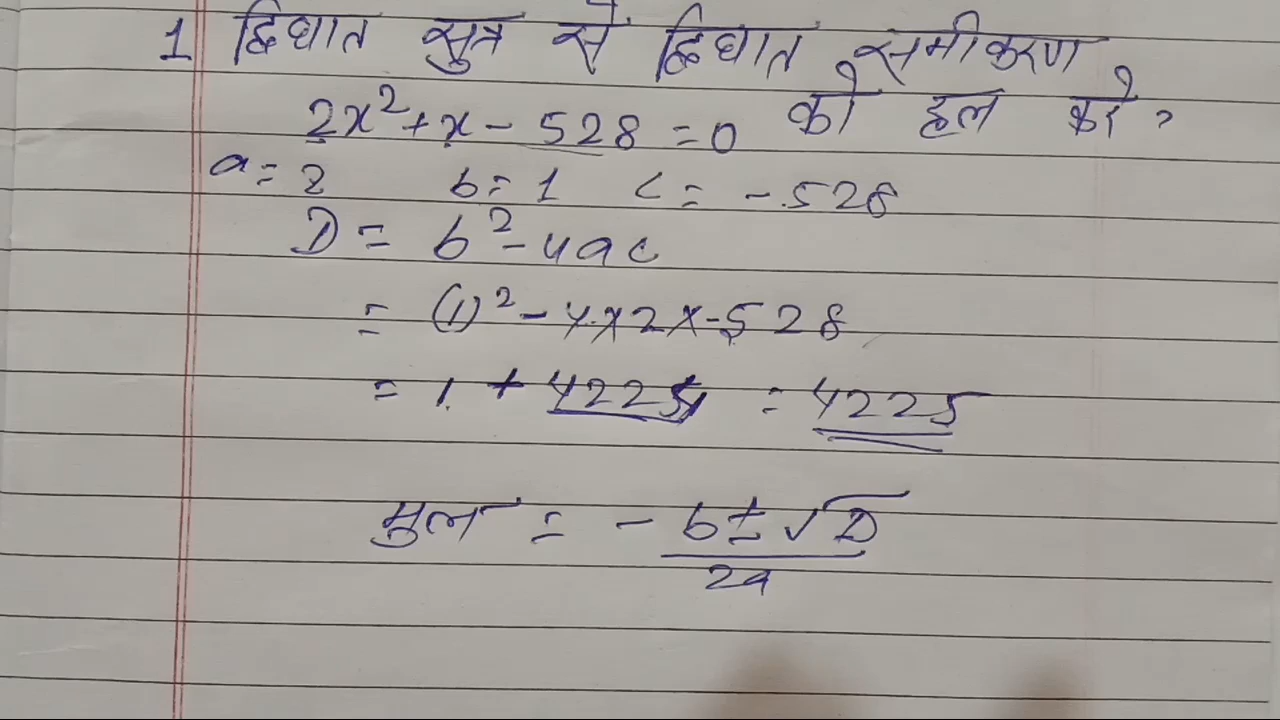 1 द्विघात सुत्र से द्विघात समीकरण
2x²+x-528=0 को हल करे ?
a=2 b=1 c=-528
D= b²-4ac
= (1)²-4×2×-528
= 1+4225 = 4225
मुल = -b±√D
2a